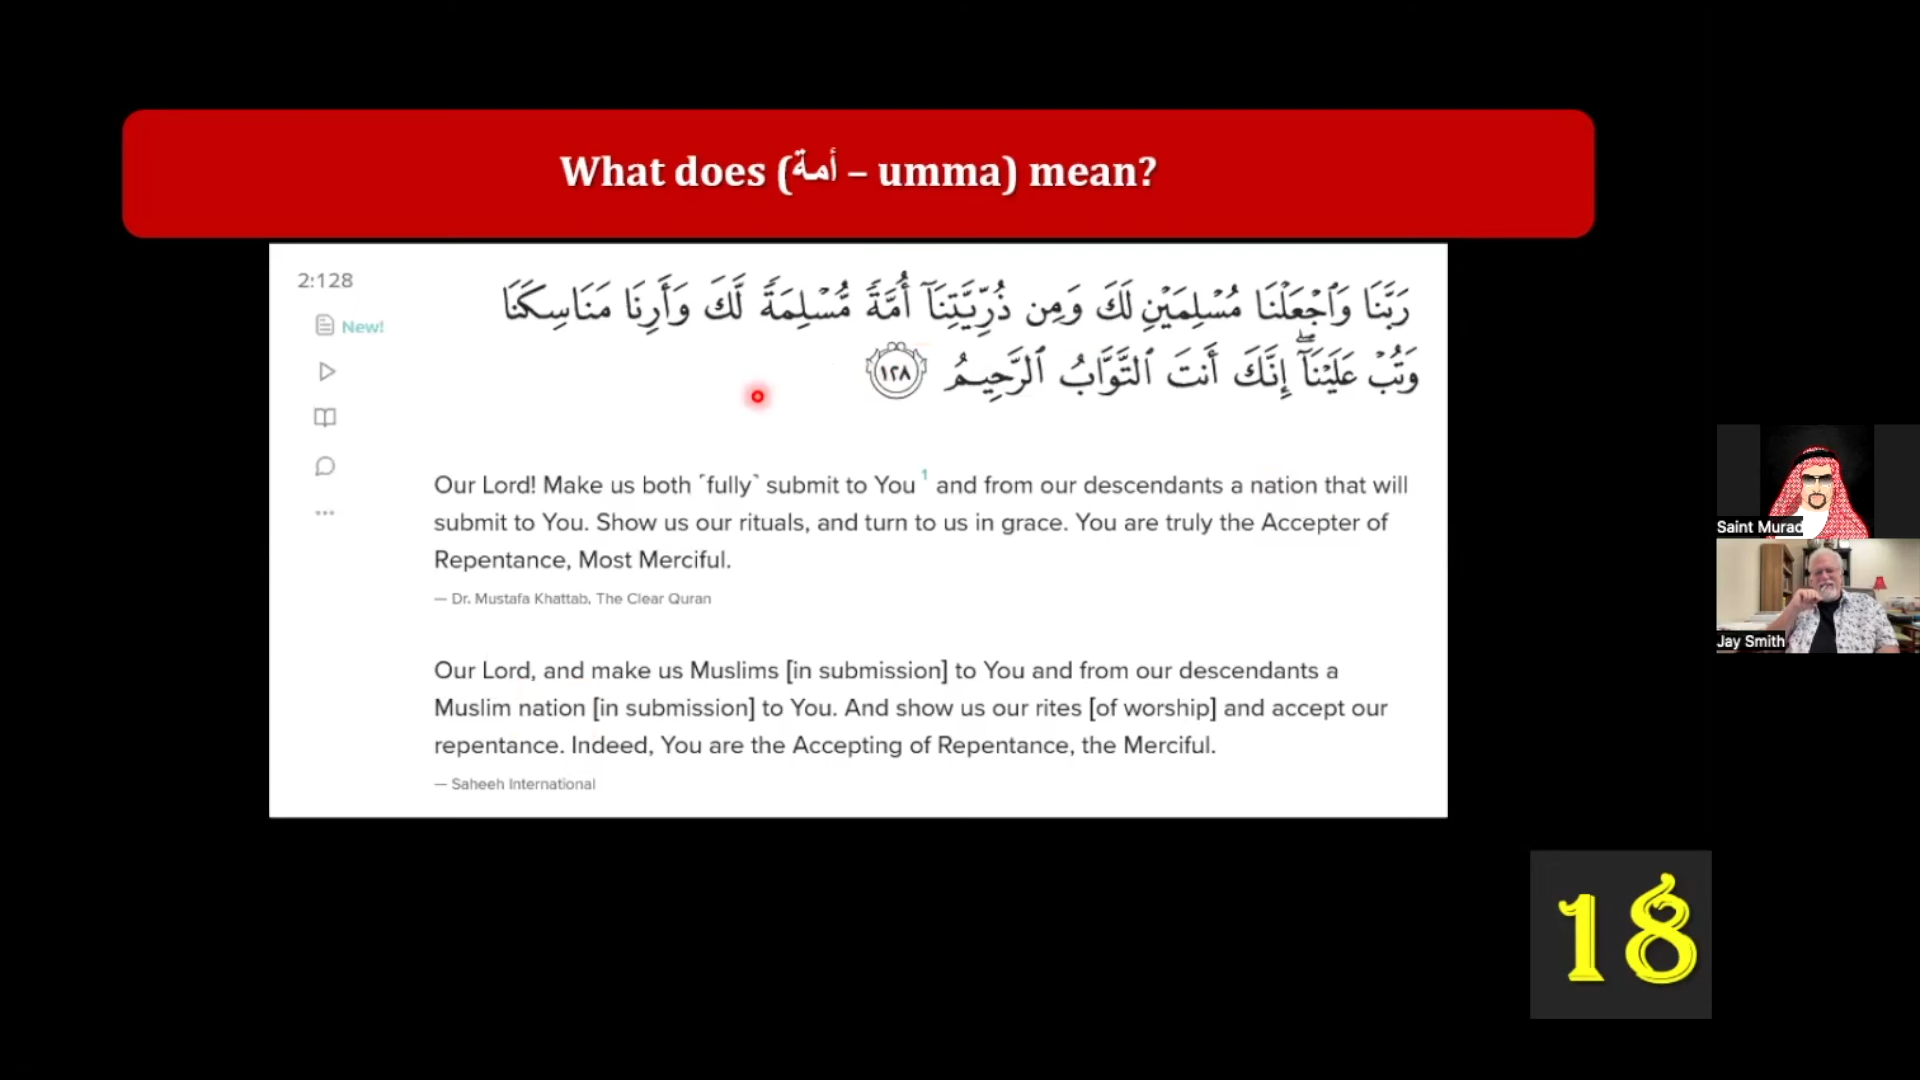 What does (أمة – umma) mean?
2:128
New!
رَبَّنَا وَٱجْعَلْنَا مُسْلِمَيْنِ لَكَ وَمِن ذُرِّيَّتِنَآ أُمَّةً مُّسْلِمَةً لَّكَ وَأَرِنَا مَنَاسِكَنَا
وَتُبْ عَلَيْنَآ ۖ إِنَّكَ أَنتَ ٱلتَّوَّابُ ٱلرَّحِيمُ ١٢٨
Our Lord! Make us both ˹fully˺ submit to You 1 and from our descendants a nation that will
submit to You. Show us our rituals, and turn to us in grace. You are truly the Accepter of
Repentance, Most Merciful.
— Dr. Mustafa Khattab, The Clear Quran
Our Lord, and make us Muslims [in submission] to You and from our descendants a
Muslim nation [in submission] to You. And show us our rites [of worship] and accept our
repentance. Indeed, You are the Accepting of Repentance, the Merciful.
— Saheeh International
Saint Murad
Jay Smith
18